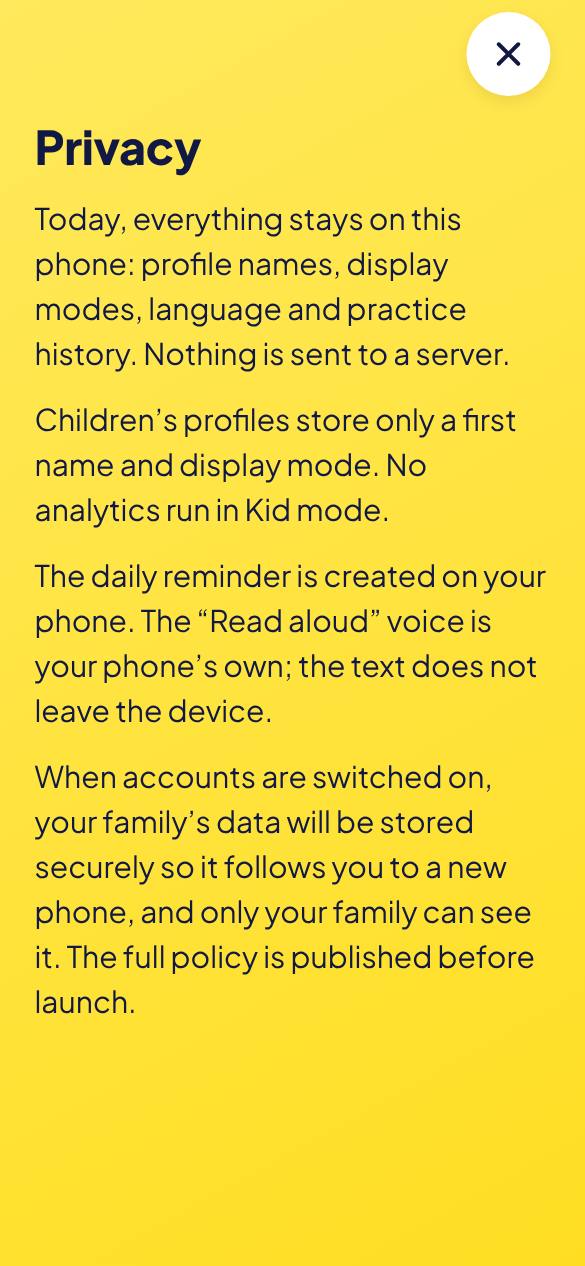 Privacy
Today, everything stays on this
phone: profile names, display
modes, language and practice
history. Nothing is sent to a server.
Children’s profiles store only a first
name and display mode. No
analytics run in Kid mode.
The daily reminder is created on your
phone. The “Read aloud” voice is
your phone’s own; the text does not
leave the device.
When accounts are switched on,
your family’s data will be stored
securely so it follows you to a new
phone, and only your family can see
it. The full policy is published before
launch.